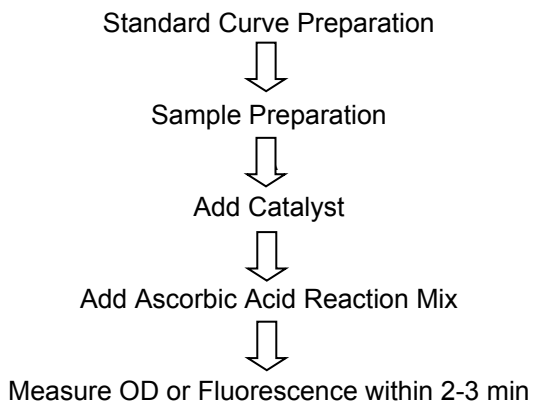 Standard Curve Preparation
Sample Preparation
Add Catalyst
Add Ascorbic Acid Reaction Mix
Measure OD or Fluorescence within 2-3 min